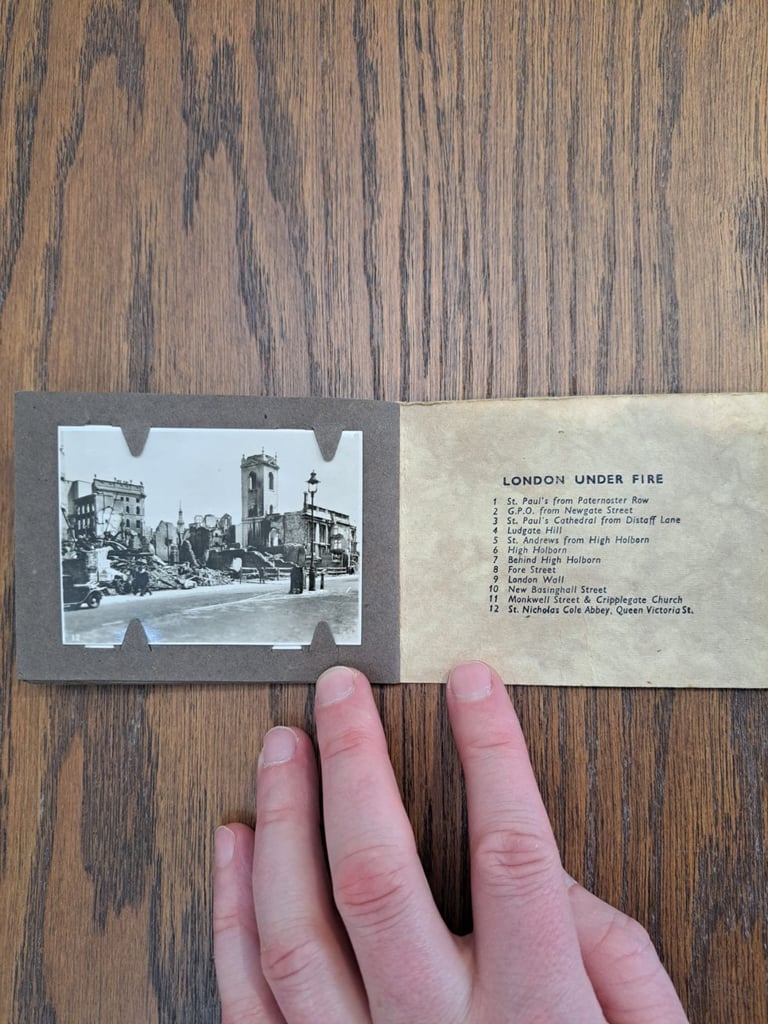 12
LONDON UNDER FIRE
1 St. Paul's from Paternoster Row
2 G.P.O. from Newgate Street
3 St. Paul's Cathedral from Distaff Lane
4 Ludgate Hill
5 St. Andrews from High Holborn
6 High Holborn
7 Behind High Holborn
8 Fore Street
9 London Wall
10 New Basinghall Street
11 Monkwell Street & Cripplegate Church
12 St. Nicholas Cole Abbey, Queen Victoria St.